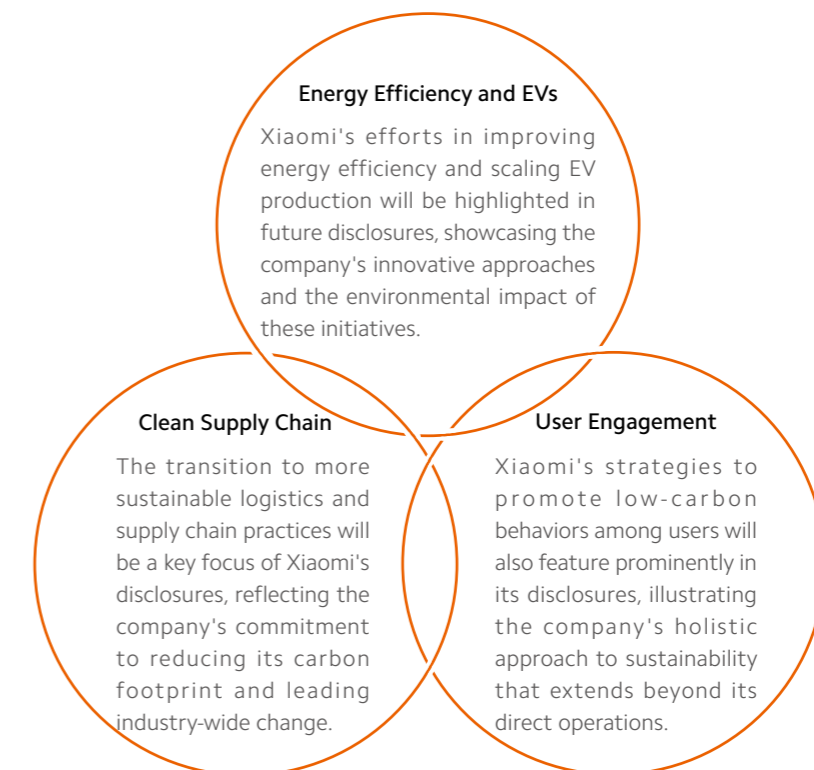 Energy Efficiency and EVs
Xiaomi's efforts in improving
energy efficiency and scaling EV
production will be highlighted in
future disclosures, showcasing the
company's innovative approaches
and the environmental impact of
these initiatives.
Clean Supply Chain
The transition to more
sustainable logistics and
supply chain practices will
be a key focus of Xiaomi's
disclosures, reflecting the
company's commitment
to reducing its carbon
footprint and leading
industry-wide change.
User Engagement
Xiaomi's strategies to
promote low-carbon
behaviors among users will
also feature prominently in
its disclosures, illustrating
the company's holistic
approach to sustainability
that extends beyond its
direct operations.